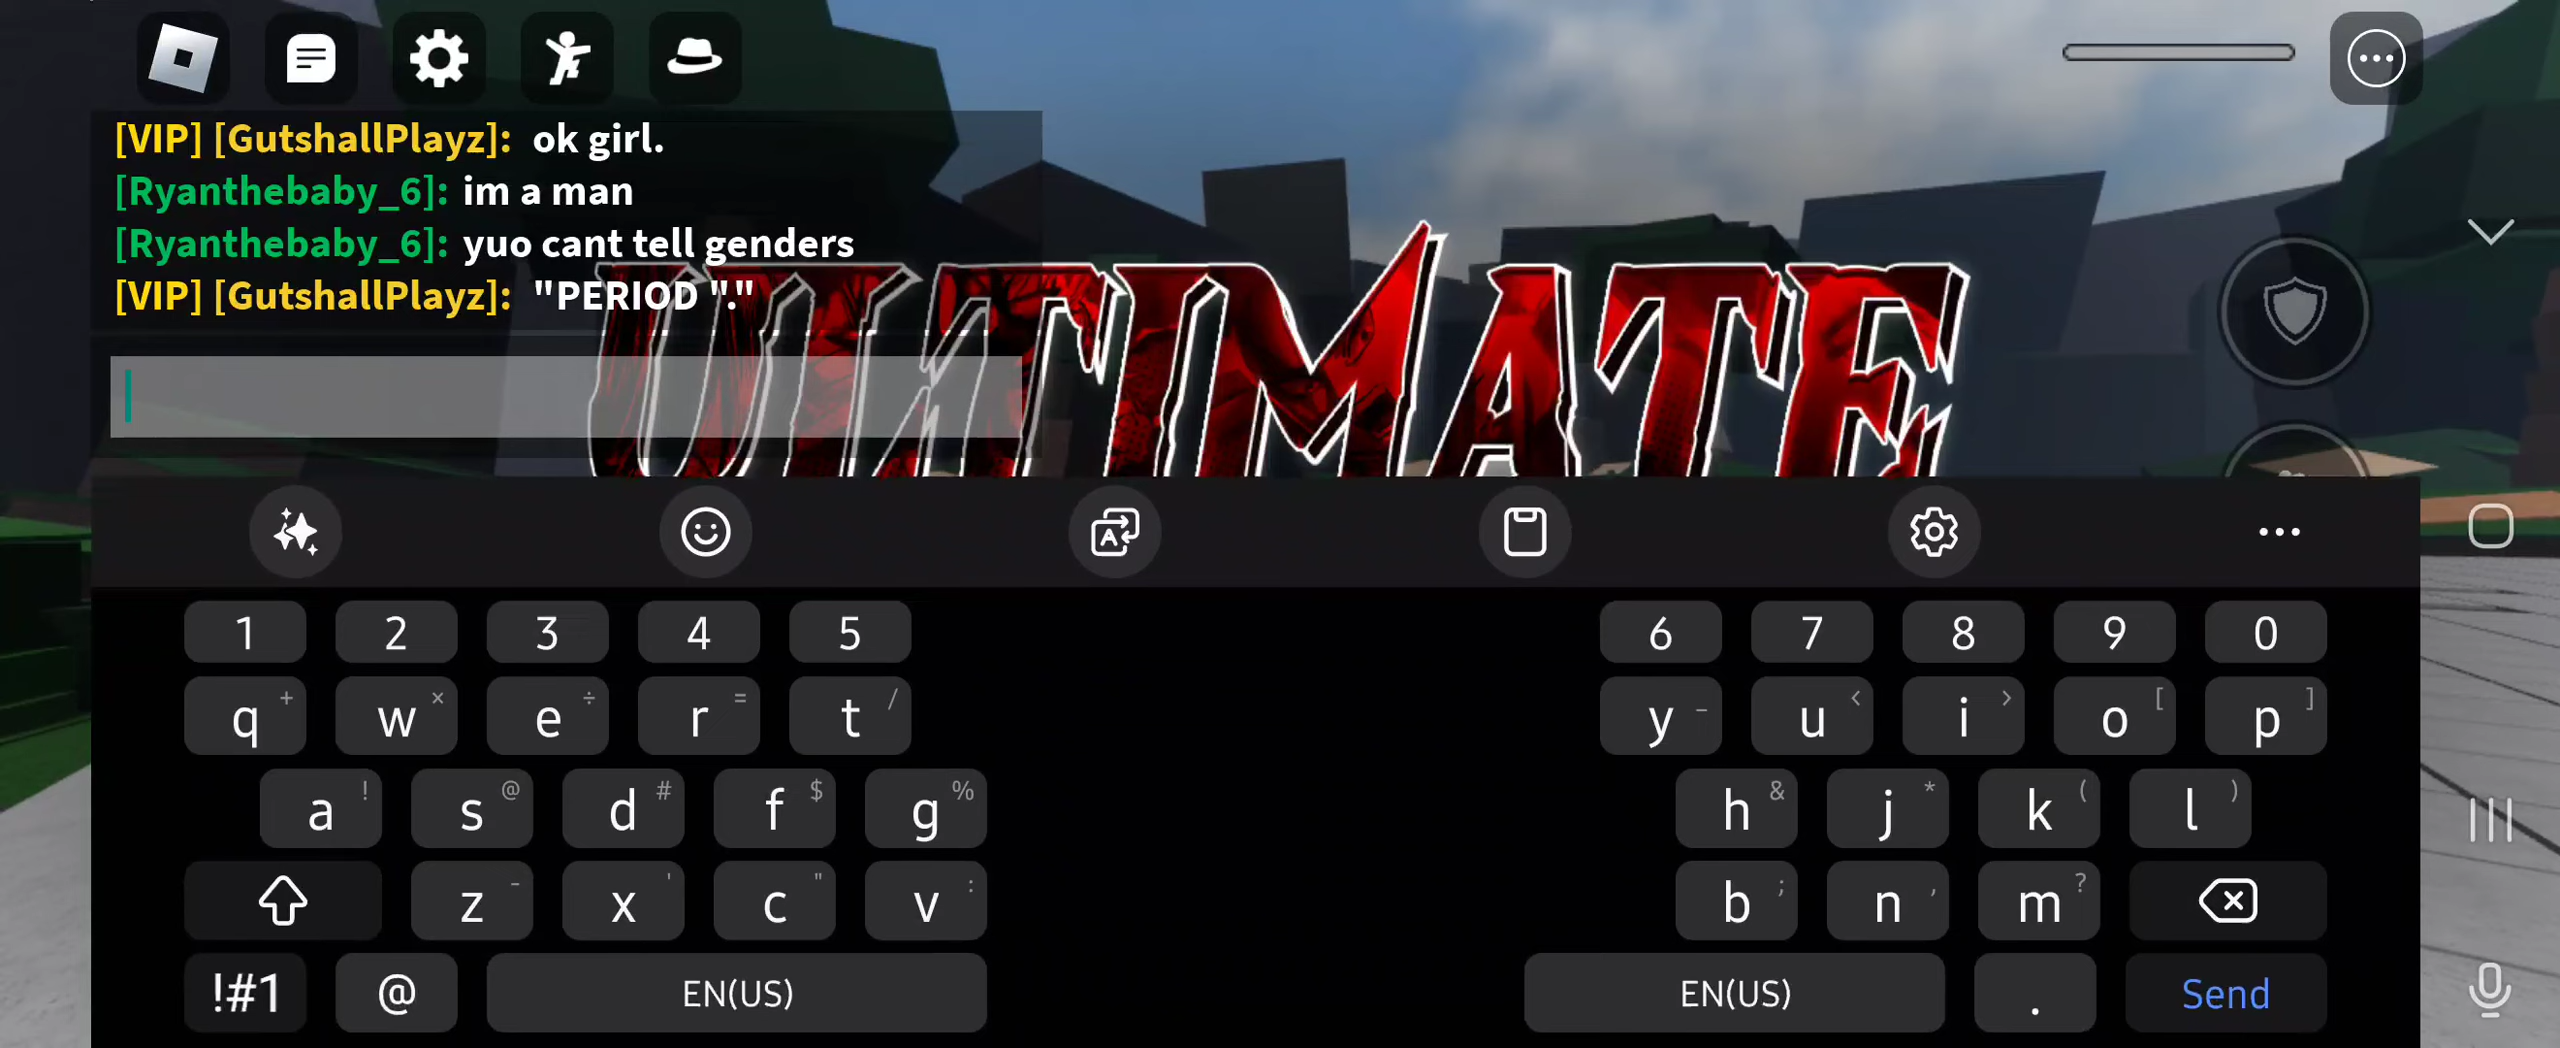 [VIP] [GutshallPlayz]: ok girl.
[Ryanthebaby_6]: im a man
[Ryanthebaby_6]: yuo cant tell genders
[VIP] [GutshallPlayz]: "PERIOD "."
ULTIMATE
1 2 3 4 5 6 7 8 9 0
q + w × e ÷ r = t / y _ u < i > o [ p ]
a ! s @ d # f $ g % h & j * k ( l )
z - x ' c " v : b ; n , m ?
!#1 @ EN(US) EN(US) . Send